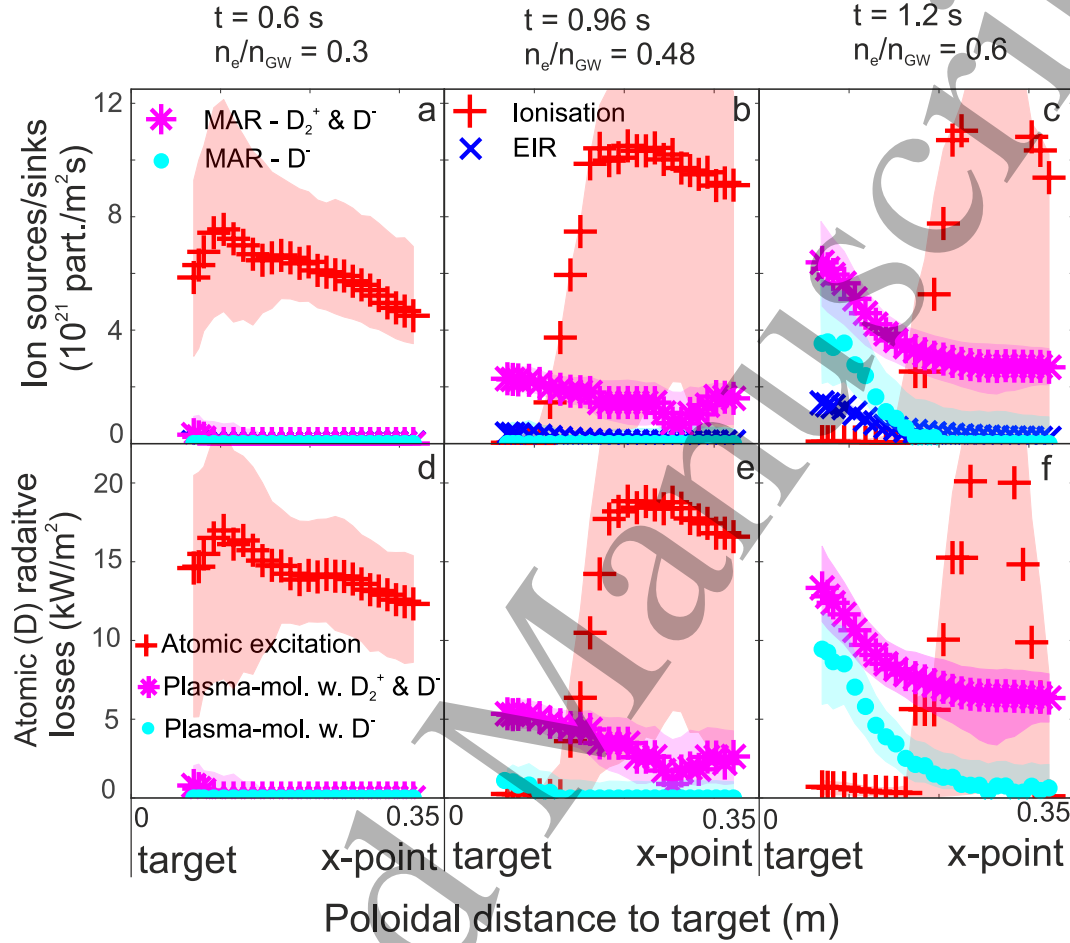 t = 0.6 s
n_e/n_GW = 0.3
t = 0.96 s
n_e/n_GW = 0.48
t = 1.2 s
n_e/n_GW = 0.6
Ion sources/sinks
(10^21 part./m^2s)
12
8
4
0
a
MAR - D_2^+ & D^-
MAR - D^-
b
Ionisation
EIR
c
Atomic (D) radaitve
losses (kW/m^2)
20
15
10
5
0
d
Atomic excitation
Plasma-mol. w. D_2^+ & D^-
Plasma-mol. w. D^-
e
f
0
0.35
0
0.35
0
0.35
target
x-point
target
x-point
target
x-point
Poloidal distance to target (m)
d Manuscri